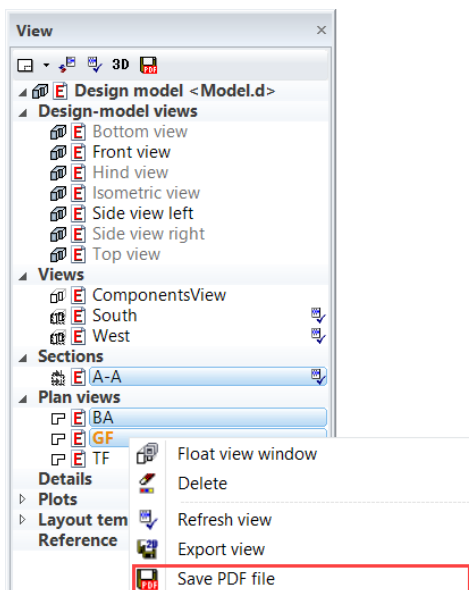 View
3D PDF
E Design model <Model.d>
Design-model views
E Bottom view
E Front view
E Hind view
E Isometric view
E Side view left
E Side view right
E Top view
Views
E ComponentsView
E South
E West
Sections
E A-A
Plan views
E BA
E GF
E TF
Float view window
Details
Delete
Plots
Layout tem
Refresh view
Reference
Export view
PDF Save PDF file